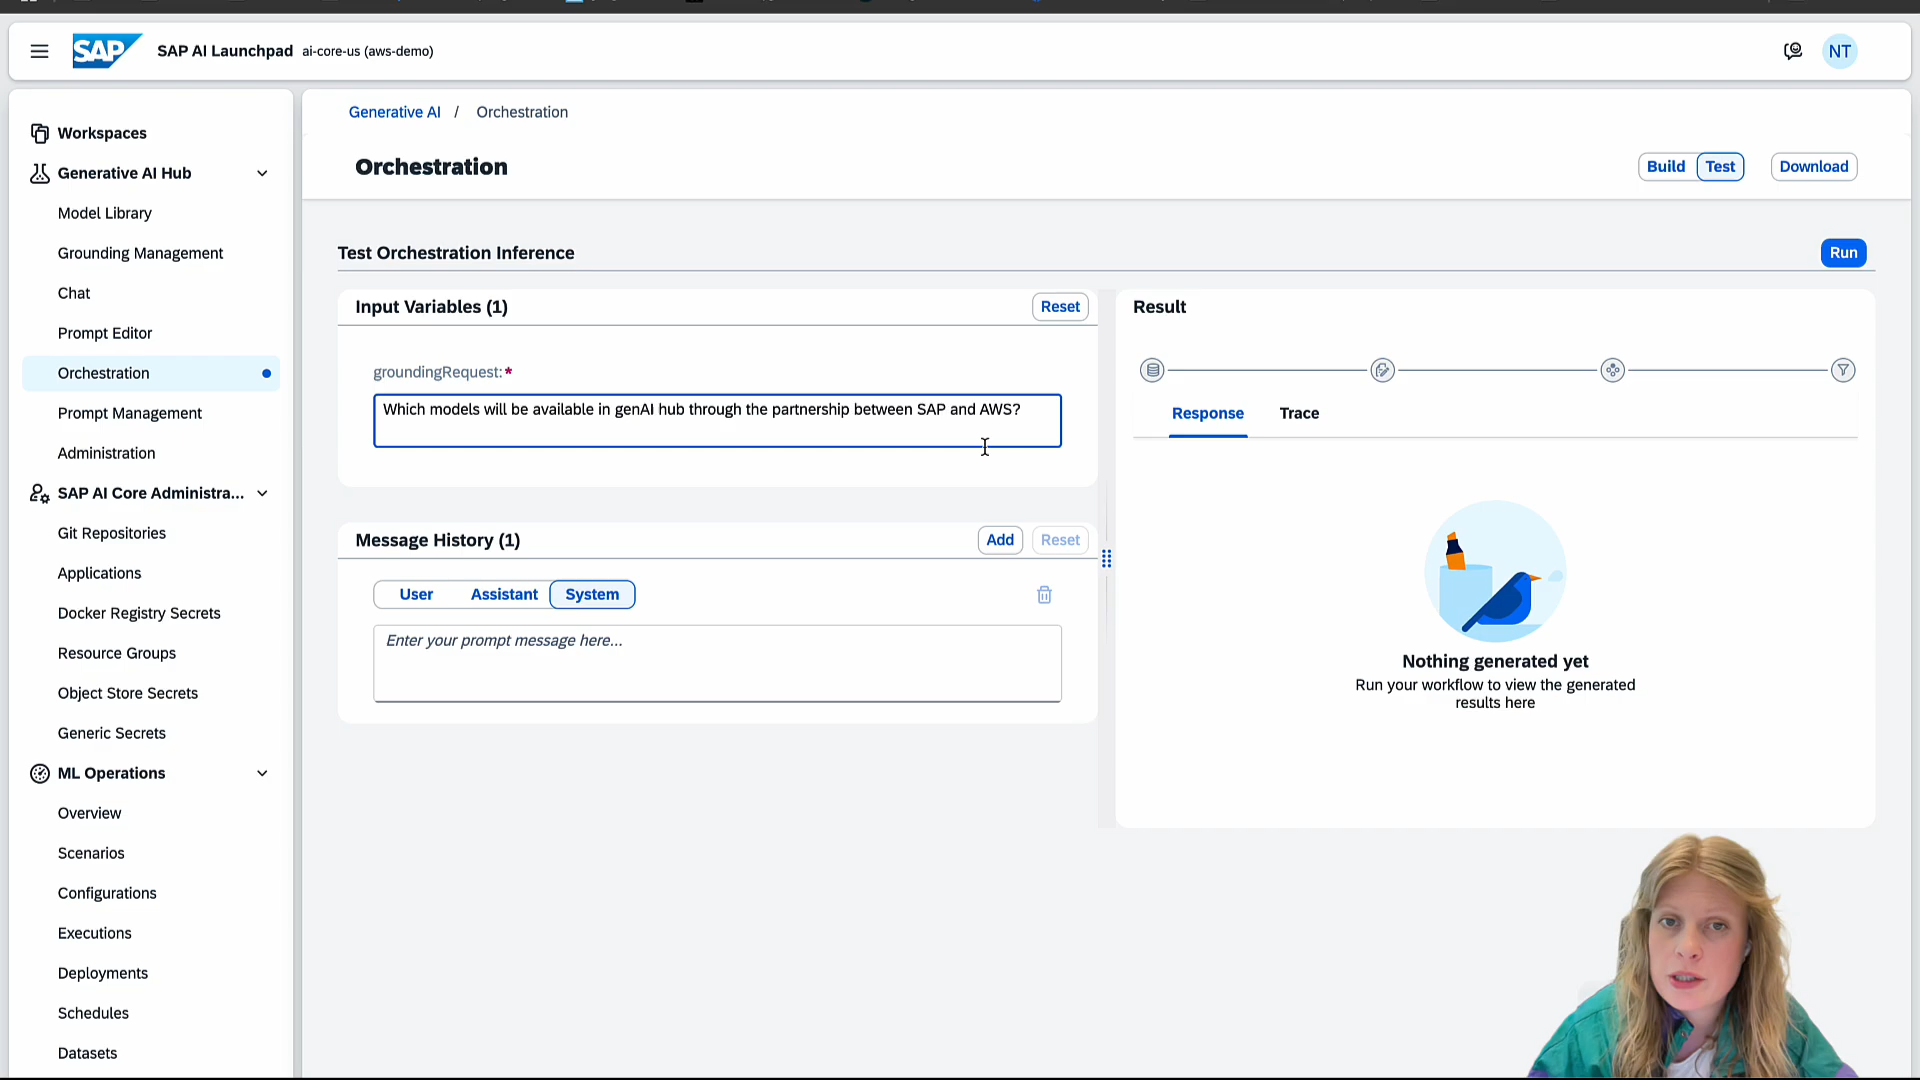 SAP
SAP AI Launchpad
ai-core-us (aws-demo)
NT
Workspaces
Generative AI Hub
Model Library
Grounding Management
Chat
Prompt Editor
Orchestration
Prompt Management
Administration
SAP AI Core Administra...
Git Repositories
Applications
Docker Registry Secrets
Resource Groups
Object Store Secrets
Generic Secrets
ML Operations
Overview
Scenarios
Configurations
Executions
Deployments
Schedules
Datasets
Generative AI / Orchestration
Orchestration
Build
Test
Download
Test Orchestration Inference
Run
Input Variables (1)
Reset
groundingRequest:*
Which models will be available in genAI hub through the partnership between SAP and AWS?
Message History (1)
Add
Reset
User
Assistant
System
Enter your prompt message here...
Result
Response
Trace
Nothing generated yet
Run your workflow to view the generated
results here